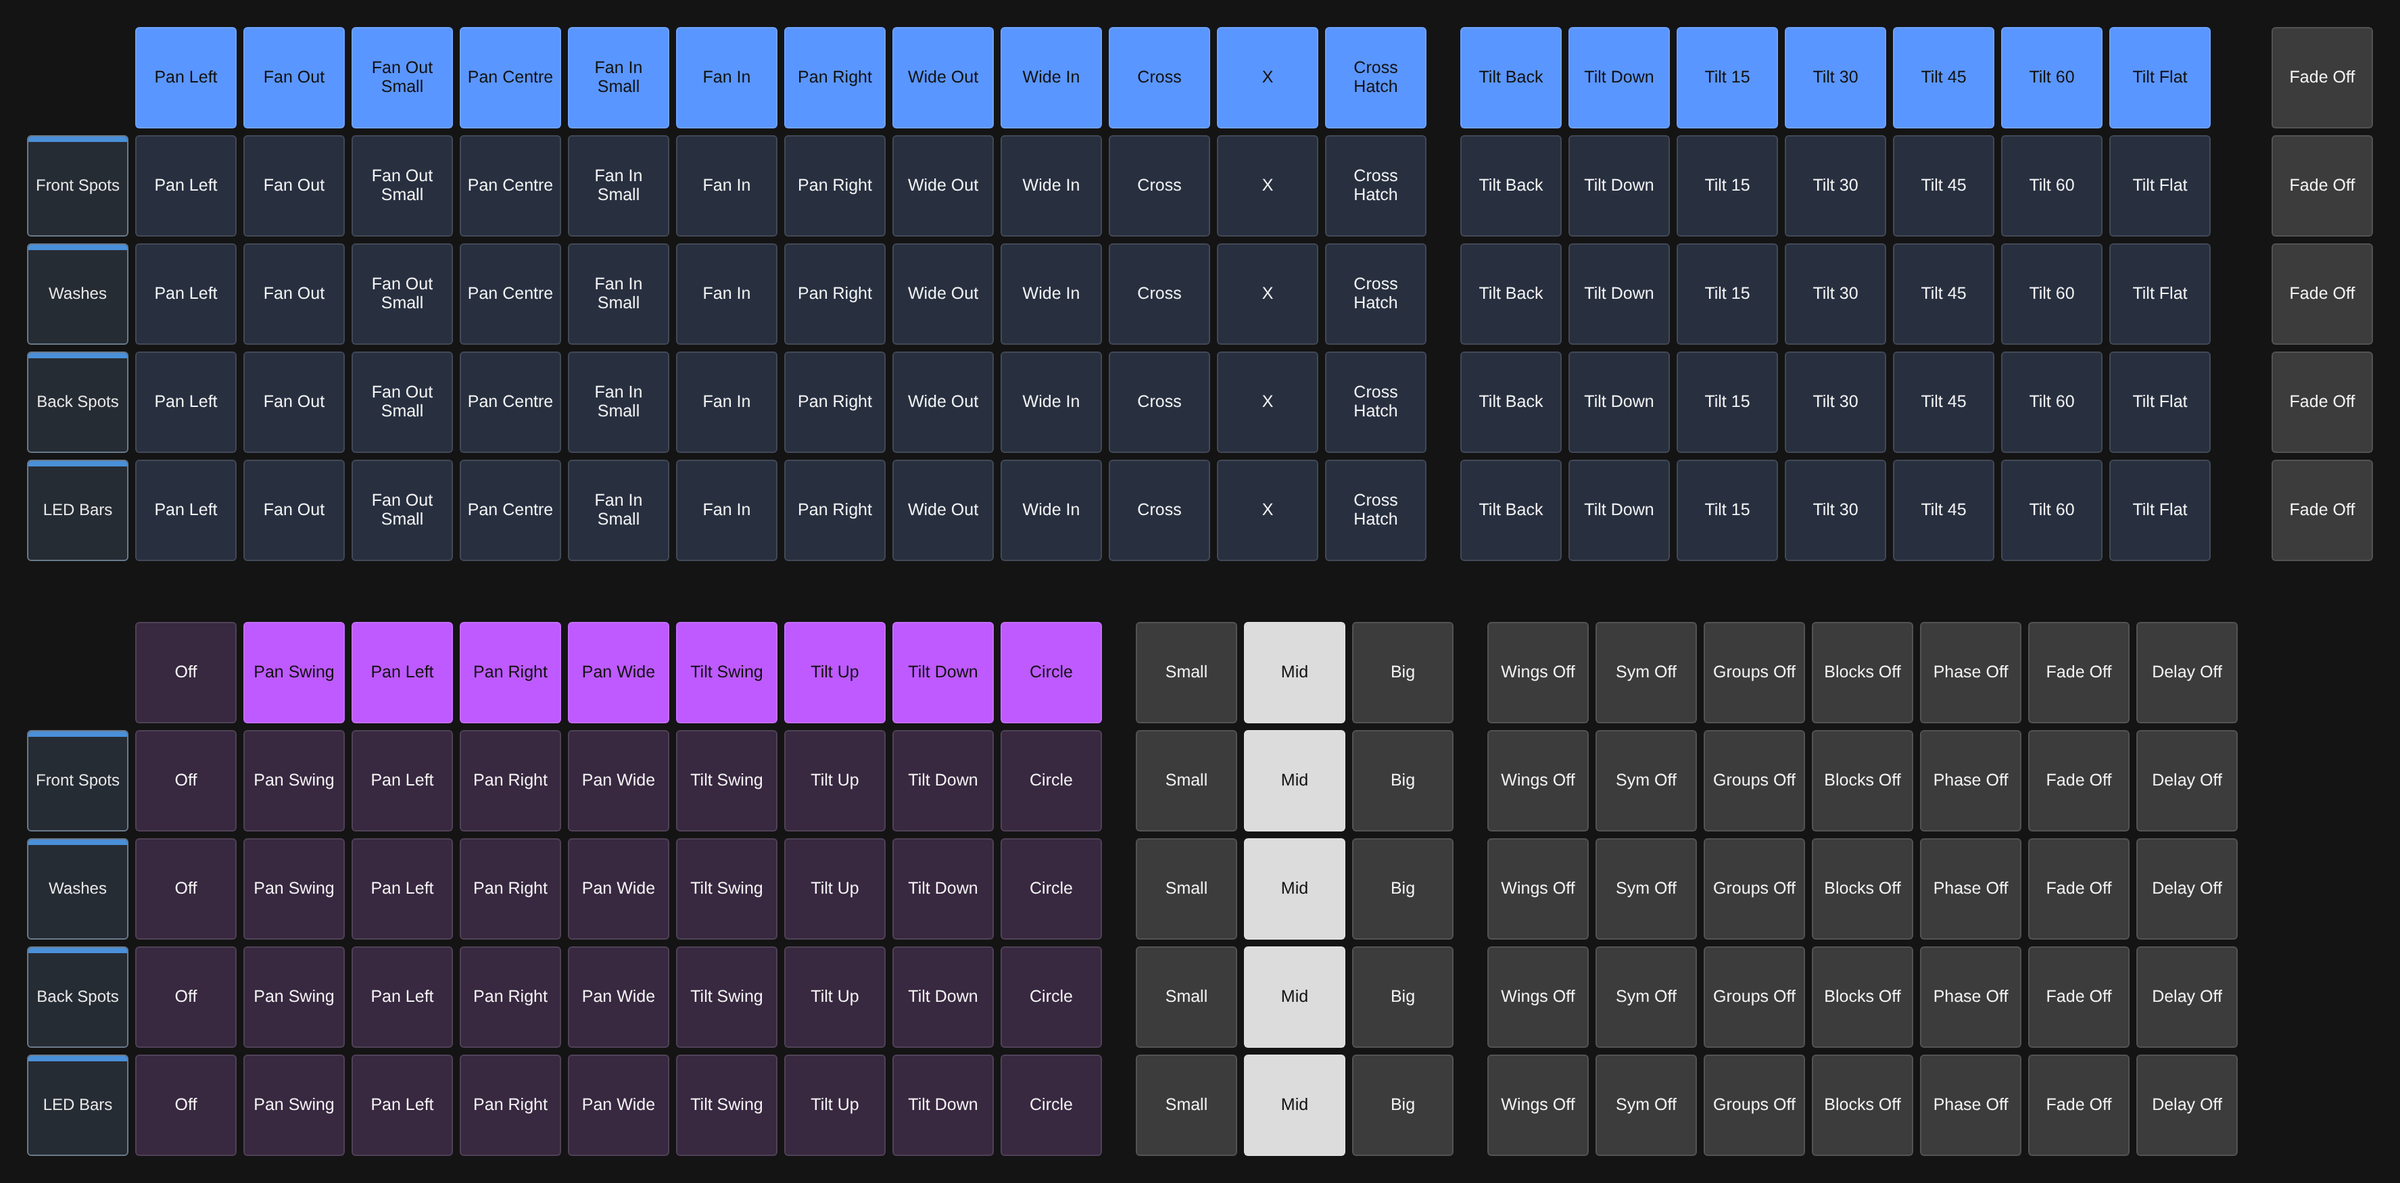 Pan Left Fan Out Fan Out Small Pan Centre Fan In Small Fan In Pan Right Wide Out Wide In Cross X Cross Hatch Tilt Back Tilt Down Tilt 15 Tilt 30 Tilt 45 Tilt 60 Tilt Flat Fade Off
Front Spots Pan Left Fan Out Fan Out Small Pan Centre Fan In Small Fan In Pan Right Wide Out Wide In Cross X Cross Hatch Tilt Back Tilt Down Tilt 15 Tilt 30 Tilt 45 Tilt 60 Tilt Flat Fade Off
Washes Pan Left Fan Out Fan Out Small Pan Centre Fan In Small Fan In Pan Right Wide Out Wide In Cross X Cross Hatch Tilt Back Tilt Down Tilt 15 Tilt 30 Tilt 45 Tilt 60 Tilt Flat Fade Off
Back Spots Pan Left Fan Out Fan Out Small Pan Centre Fan In Small Fan In Pan Right Wide Out Wide In Cross X Cross Hatch Tilt Back Tilt Down Tilt 15 Tilt 30 Tilt 45 Tilt 60 Tilt Flat Fade Off
LED Bars Pan Left Fan Out Fan Out Small Pan Centre Fan In Small Fan In Pan Right Wide Out Wide In Cross X Cross Hatch Tilt Back Tilt Down Tilt 15 Tilt 30 Tilt 45 Tilt 60 Tilt Flat Fade Off
Off Pan Swing Pan Left Pan Right Pan Wide Tilt Swing Tilt Up Tilt Down Circle Small Mid Big Wings Off Sym Off Groups Off Blocks Off Phase Off Fade Off Delay Off
Front Spots Off Pan Swing Pan Left Pan Right Pan Wide Tilt Swing Tilt Up Tilt Down Circle Small Mid Big Wings Off Sym Off Groups Off Blocks Off Phase Off Fade Off Delay Off
Washes Off Pan Swing Pan Left Pan Right Pan Wide Tilt Swing Tilt Up Tilt Down Circle Small Mid Big Wings Off Sym Off Groups Off Blocks Off Phase Off Fade Off Delay Off
Back Spots Off Pan Swing Pan Left Pan Right Pan Wide Tilt Swing Tilt Up Tilt Down Circle Small Mid Big Wings Off Sym Off Groups Off Blocks Off Phase Off Fade Off Delay Off
LED Bars Off Pan Swing Pan Left Pan Right Pan Wide Tilt Swing Tilt Up Tilt Down Circle Small Mid Big Wings Off Sym Off Groups Off Blocks Off Phase Off Fade Off Delay Off